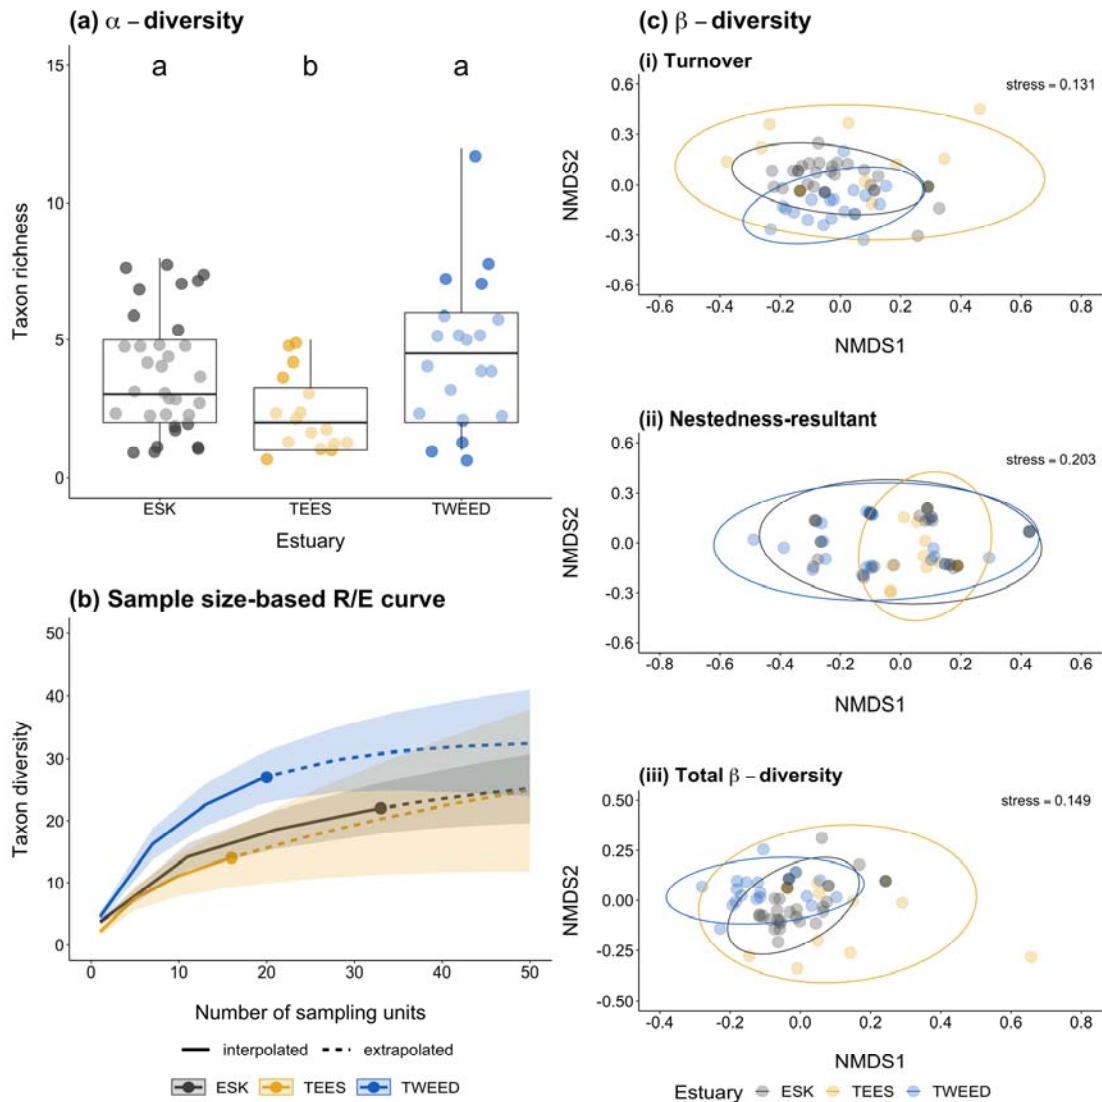 (a) α – diversity
15
10
5
0
Taxon richness
a b a
ESK TEES TWEED
Estuary
(b) Sample size-based R/E curve
50
40
30
20
10
0
Taxon diversity
0 10 20 30 40 50
Number of sampling units
interpolated extrapolated
ESK TEES TWEED
(c) β – diversity
(i) Turnover
stress = 0.131
0.6
0.3
0.0
-0.3
-0.6
NMDS2
-0.6 -0.4 -0.2 0.0 0.2 0.4 0.6 0.8
NMDS1
(ii) Nestedness-resultant
stress = 0.203
0.6
0.3
0.0
-0.3
-0.6
NMDS2
-0.8 -0.6 -0.4 -0.2 0.0 0.2 0.4 0.6
NMDS1
(iii) Total β – diversity
stress = 0.149
0.50
0.25
0.00
-0.25
-0.50
NMDS2
-0.4 -0.2 0.0 0.2 0.4 0.6 0.8
NMDS1
Estuary ESK TEES TWEED